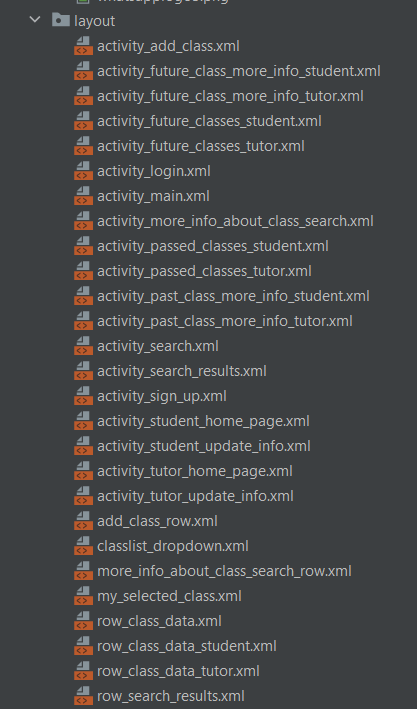 layout
activity_add_class.xml
activity_future_class_more_info_student.xml
activity_future_class_more_info_tutor.xml
activity_future_classes_student.xml
activity_future_classes_tutor.xml
activity_login.xml
activity_main.xml
activity_more_info_about_class_search.xml
activity_passed_classes_student.xml
activity_passed_classes_tutor.xml
activity_past_class_more_info_student.xml
activity_past_class_more_info_tutor.xml
activity_search.xml
activity_search_results.xml
activity_sign_up.xml
activity_student_home_page.xml
activity_student_update_info.xml
activity_tutor_home_page.xml
activity_tutor_update_info.xml
add_class_row.xml
classlist_dropdown.xml
more_info_about_class_search_row.xml
my_selected_class.xml
row_class_data.xml
row_class_data_student.xml
row_class_data_tutor.xml
row_search_results.xml